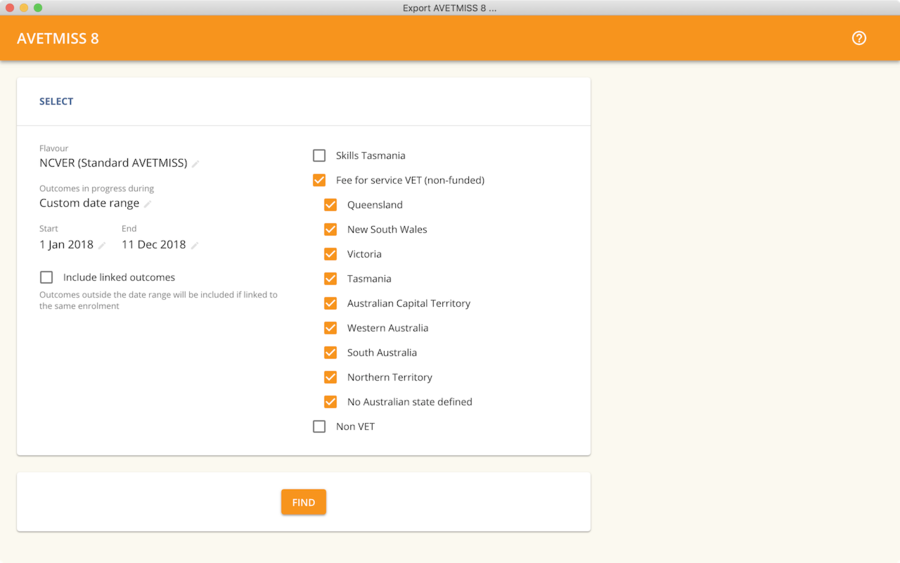 Export AVETMISS 8 ...
AVETMISS 8
SELECT
Flavour
NCVER (Standard AVETMISS)
Outcomes in progress during
Custom date range
Start End
1 Jan 2018 11 Dec 2018
Include linked outcomes
Outcomes outside the date range will be included if linked to
the same enrolment
Skills Tasmania
Fee for service VET (non-funded)
Queensland
New South Wales
Victoria
Tasmania
Australian Capital Territory
Western Australia
South Australia
Northern Territory
No Australian state defined
Non VET
FIND